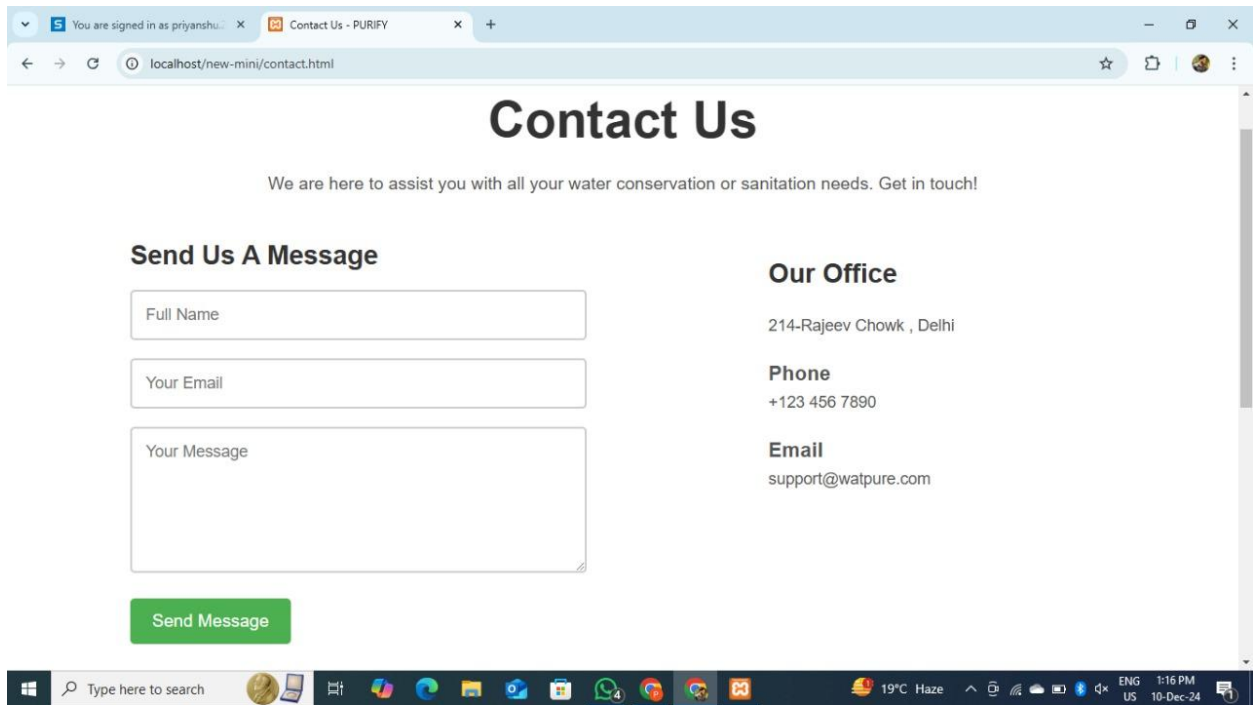 You are signed in as priyanshu.
Contact Us - PURIFY
localhost/new-mini/contact.html
Contact Us
We are here to assist you with all your water conservation or sanitation needs. Get in touch!
Send Us A Message
Full Name
Your Email
Your Message
Send Message
Our Office
214-Rajeev Chowk , Delhi
Phone
+123 456 7890
Email
support@watpure.com
Type here to search
4
19°C Haze
ENG
US
1:16 PM
10-Dec-24
1